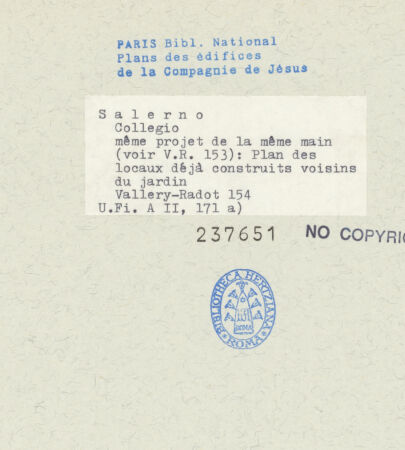 PARIS Bibl. National
Plans des édifices
de la Compagnie de Jésus
Salerno
Collegio
même projet de la même main
(voir V.R. 153): Plan des
locaux déjà construits voisins
du jardin
Vallery-Radot 154
U.Fi. A II, 171 a)
237651 NO COPYRIG
BIBLIOTHECA HERTZIANA
ROMA
ROMA